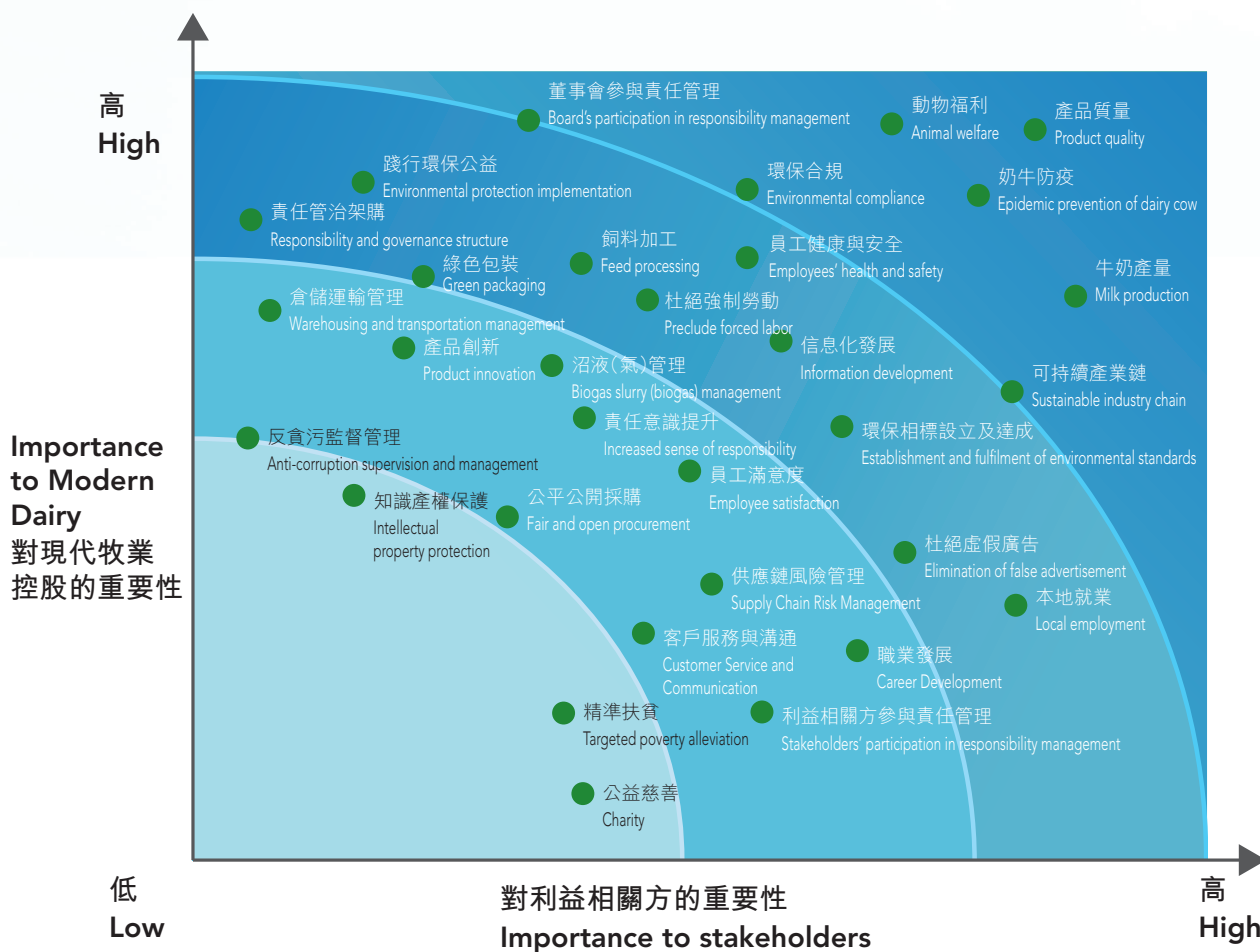 高
High
董事會參與責任管理
Board's participation in responsibility management
動物福利
Animal welfare
產品質量
Product quality
踐行環保公益
Environmental protection implementation
環保合規
Environmental compliance
奶牛防疫
Epidemic prevention of dairy cow
責任管治架購
Responsibility and governance structure
飼料加工
Feed processing
員工健康與安全
Employees' health and safety
綠色包裝
Green packaging
牛奶產量
Milk production
倉儲運輸管理
Warehousing and transportation management
杜絕強制勞動
Preclude forced labor
產品創新
Product innovation
沼液(氣)管理
Biogas slurry (biogas) management
信息化發展
Information development
可持續產業鏈
Sustainable industry chain
責任意識提升
Increased sense of responsibility
環保相標設立及達成
Establishment and fulfilment of environmental standards
反貪污監督管理
Anti-corruption supervision and management
員工滿意度
Employee satisfaction
知識產權保護
Intellectual
property protection
公平公開採購
Fair and open procurement
Importance
to Modern
Dairy
對現代牧業
控股的重要性
杜絕虛假廣告
Elimination of false advertisement
供應鏈風險管理
Supply Chain Risk Management
本地就業
Local employment
客戶服務與溝通
Customer Service and
Communication
職業發展
Career Development
精準扶貧
Targeted poverty alleviation
利益相關方參與責任管理
Stakeholders' participation in responsibility management
公益慈善
Charity
低
Low
對利益相關方的重要性
Importance to stakeholders
高
High